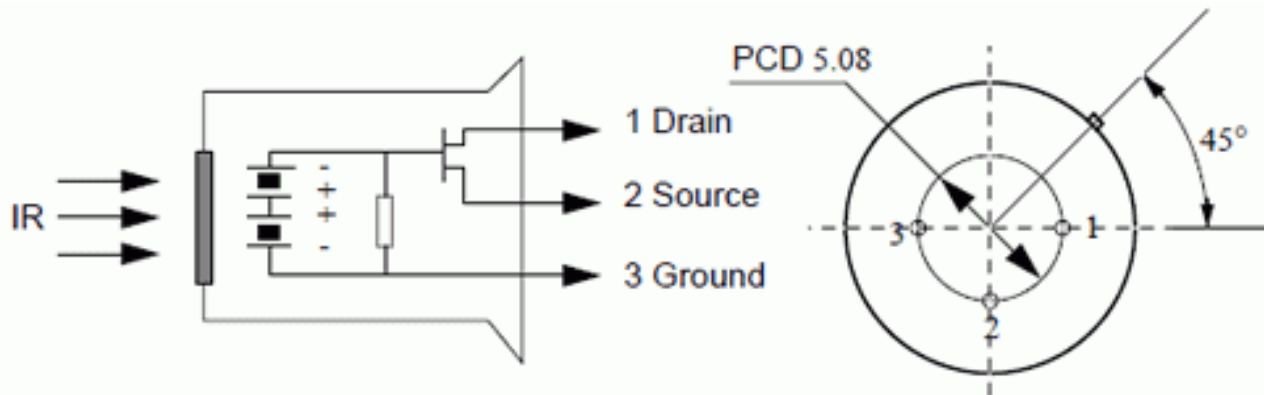 IR
-
+
+
-
1 Drain
2 Source
3 Ground
PCD 5.08
45°
3
1
2